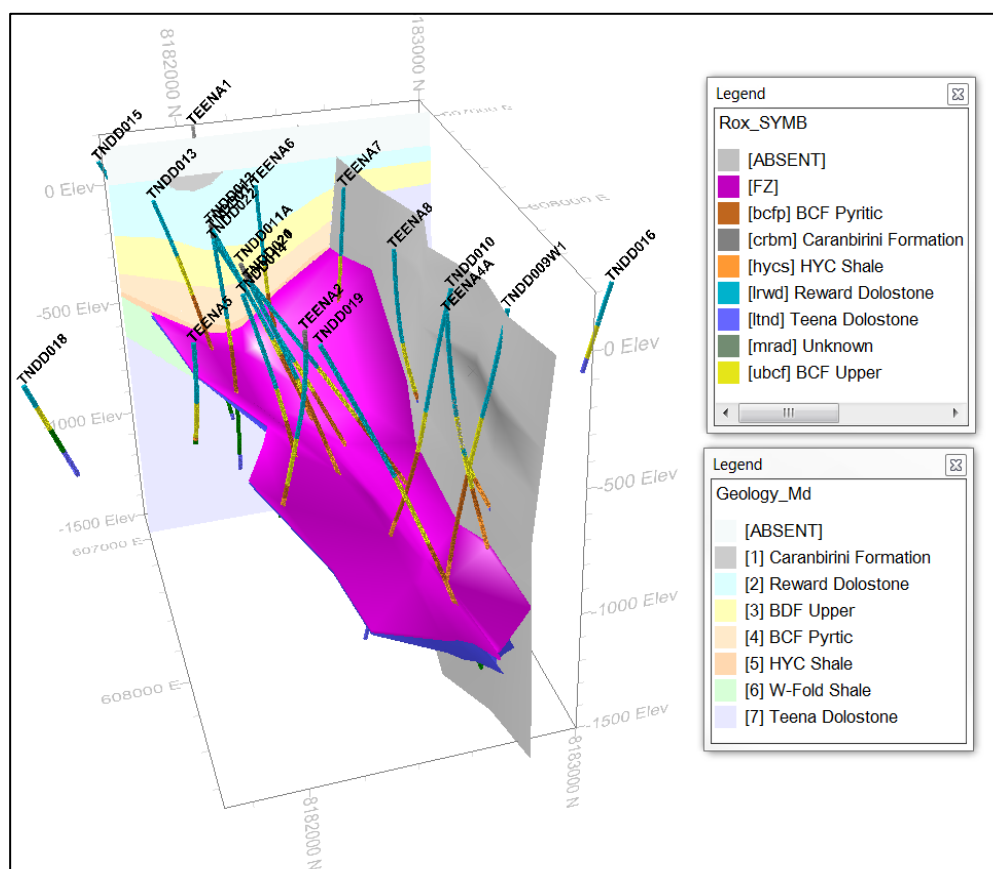 8182000 N
183000 N
607000 E
TNDD015
TEENA1
TNDD013
TEENA6
TEENA7
0 Elev
608000 E
TNDD022
TNDD011A
TEENA8
TNDD010
TNDD016
TEENA4A
TNDD009W1
-500 Elev
TEENA5
TEENA2
TNDD019
TNDD018
0 Elev
-1000 Elev
-500 Elev
-1500 Elev
607000 E
-1000 Elev
608000 E
-1500 Elev
8182000 N
8183000 N
Legend
Rox_SYMB
[ABSENT]
[FZ]
[bcfp] BCF Pyritic
[crbm] Caranbirini Formation
[hycs] HYC Shale
[lrwd] Reward Dolostone
[ltnd] Teena Dolostone
[mrad] Unknown
[ubcf] BCF Upper
Legend
Geology_Md
[ABSENT]
[1] Caranbirini Formation
[2] Reward Dolostone
[3] BDF Upper
[4] BCF Pyrtic
[5] HYC Shale
[6] W-Fold Shale
[7] Teena Dolostone